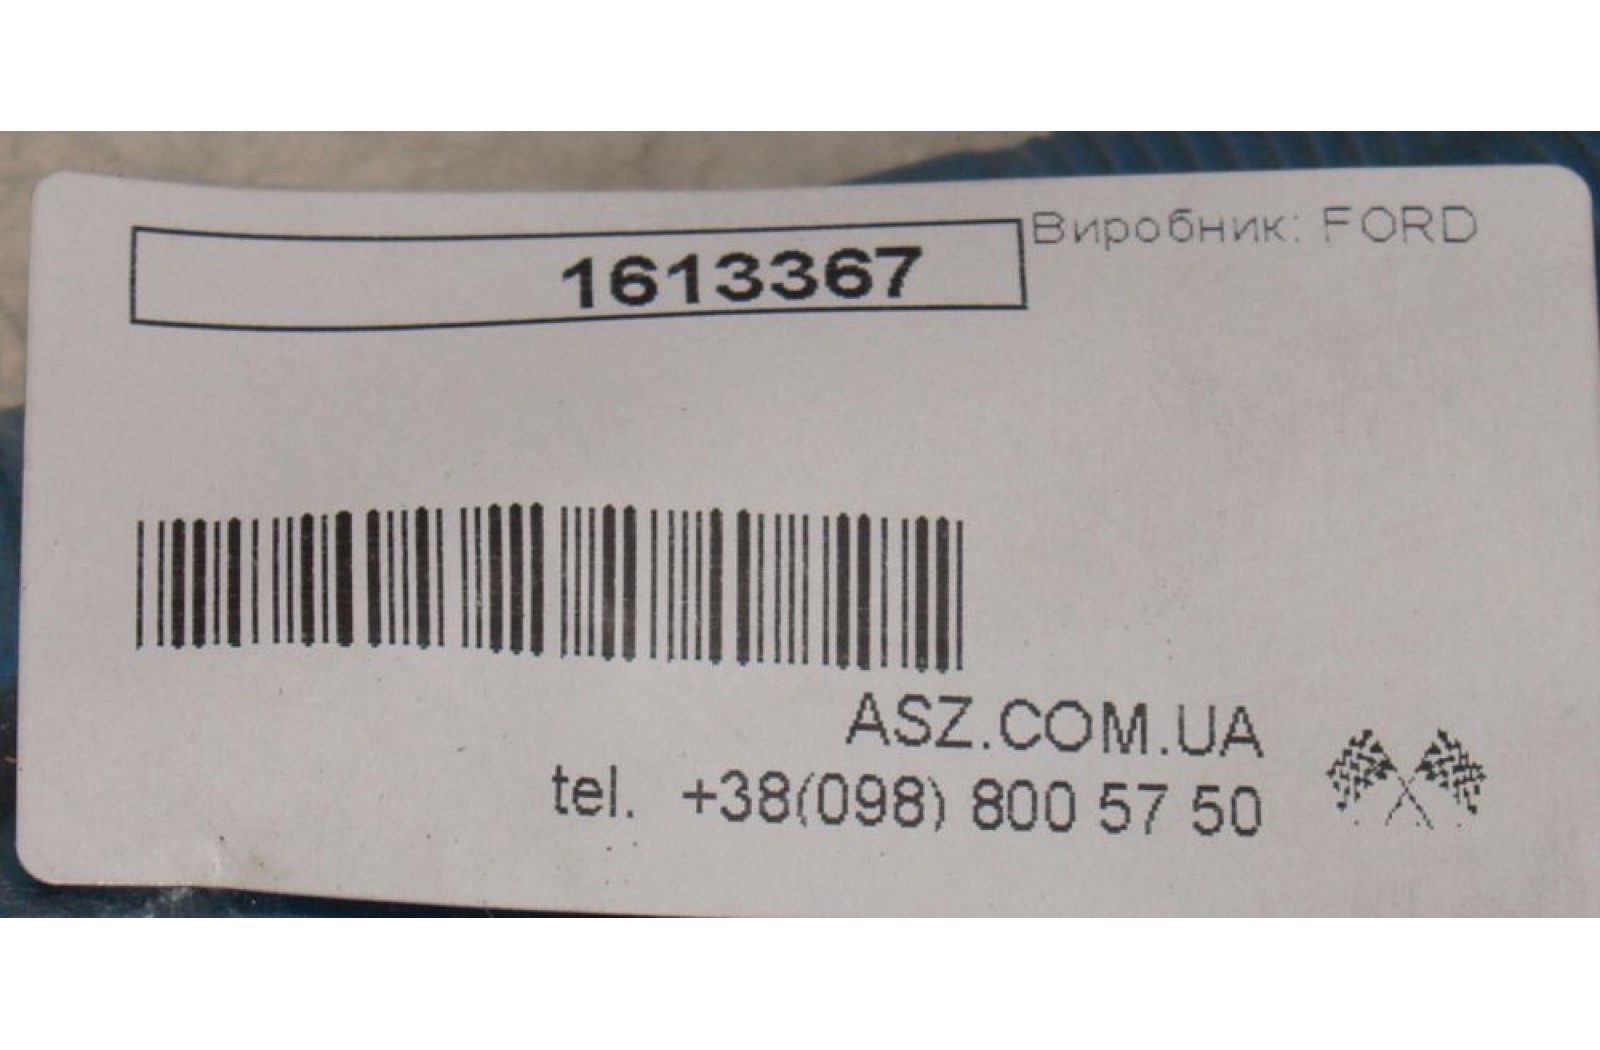 1613367
Виробник: FORD
ASZ.COM.UA
tel. +38(098) 800 57 50